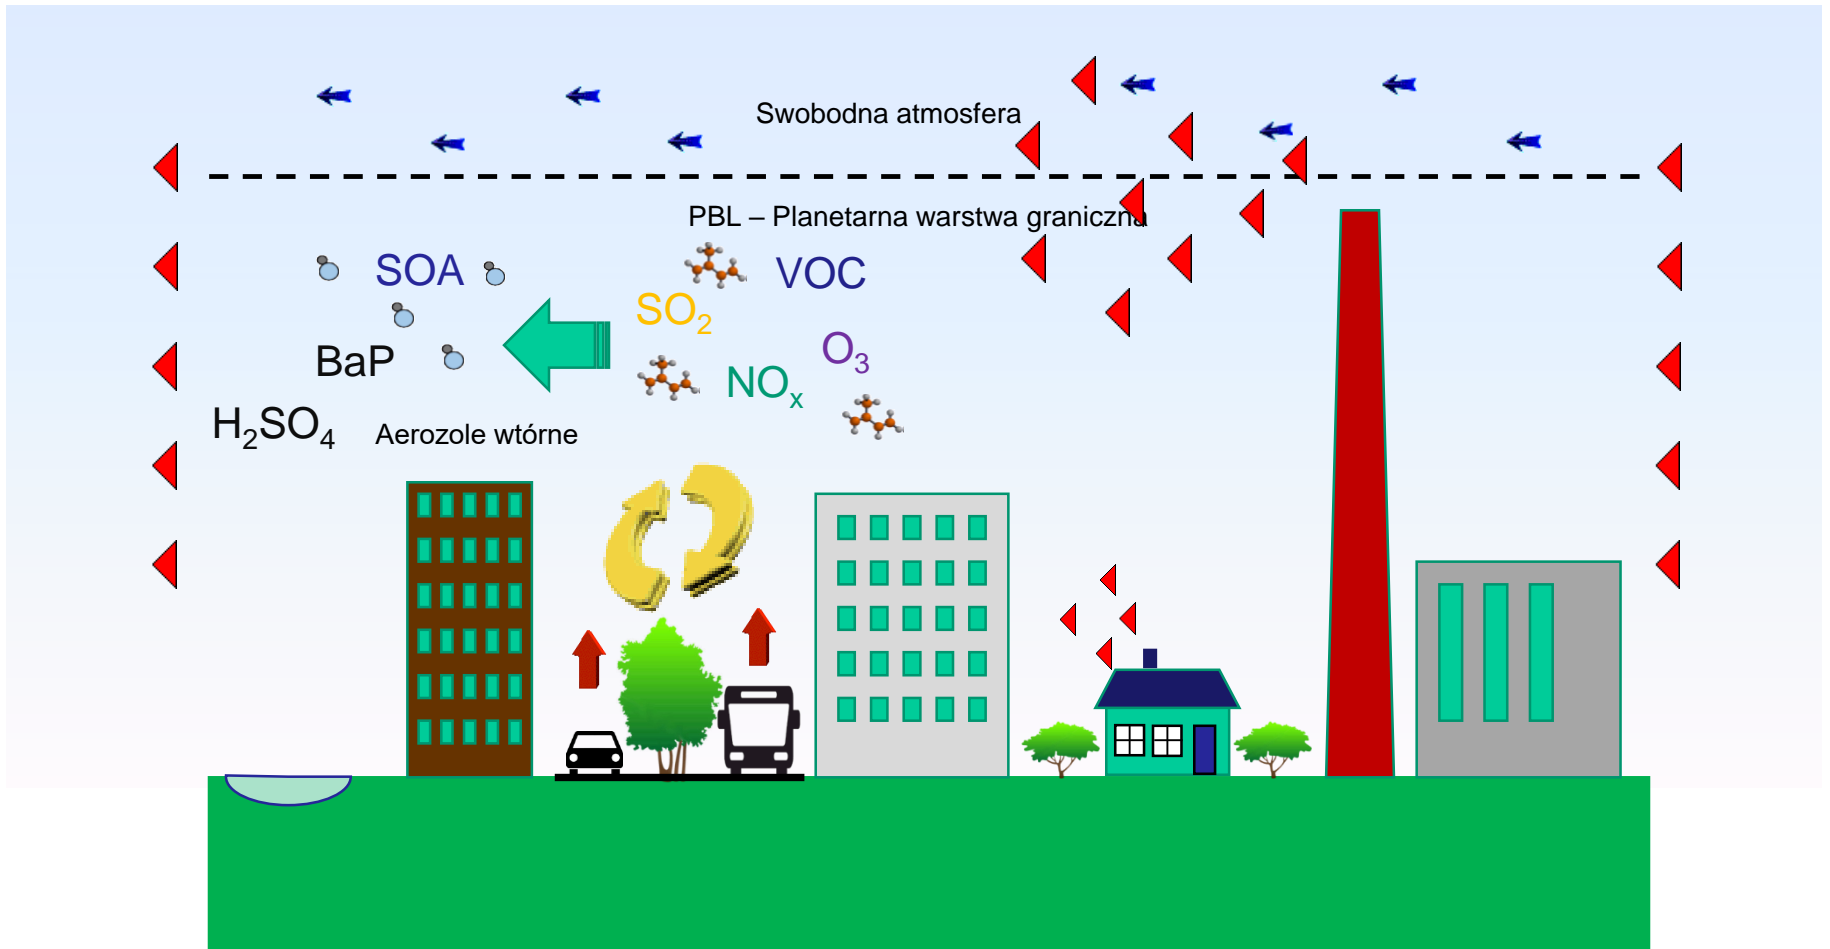 Swobodna atmosfera
PBL – Planetarna warstwa graniczna
SOA
VOC
SO₂
O₃
BaP
NOₓ
H₂SO₄
Aerozole wtórne